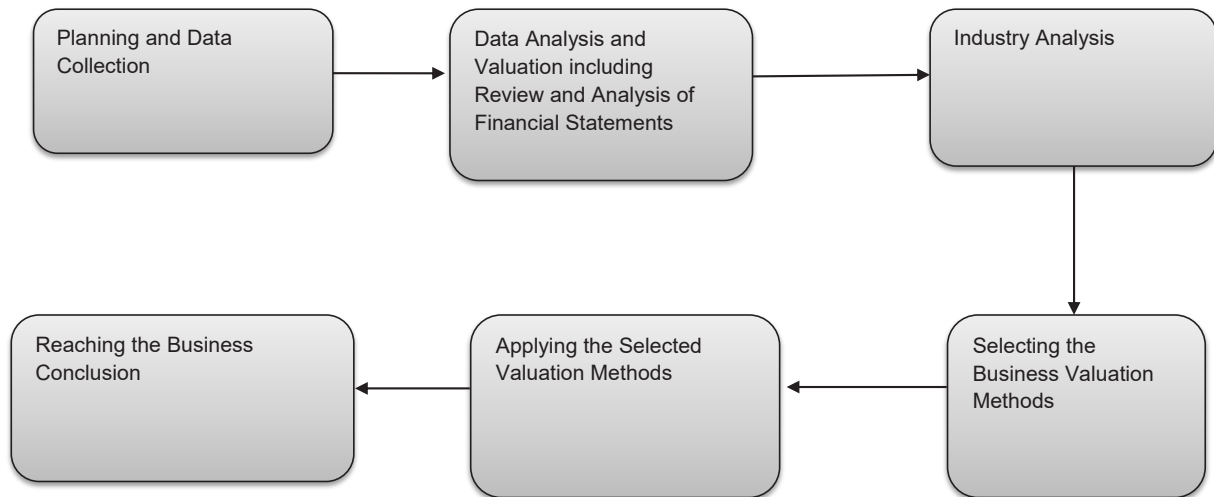 Planning and Data
Collection
Data Analysis and
Valuation including
Review and Analysis of
Financial Statements
Industry Analysis
Selecting the
Business Valuation
Methods
Applying the Selected
Valuation Methods
Reaching the Business
Conclusion